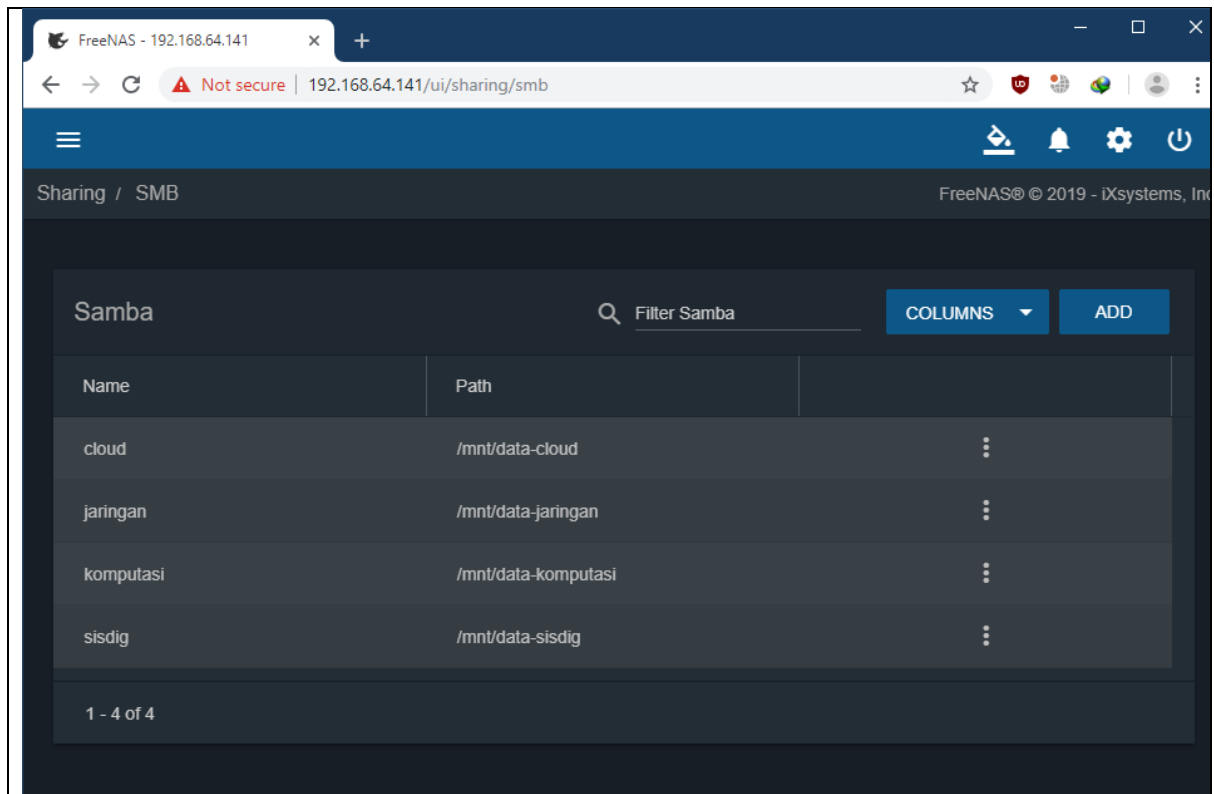 FreeNAS - 192.168.64.141
Not secure | 192.168.64.141/ui/sharing/smb
Sharing / SMB FreeNAS® © 2019 - iXsystems, Inc
Samba Filter Samba COLUMNS ADD
Name Path
cloud /mnt/data-cloud
jaringan /mnt/data-jaringan
komputasi /mnt/data-komputasi
sisdig /mnt/data-sisdig
1 - 4 of 4